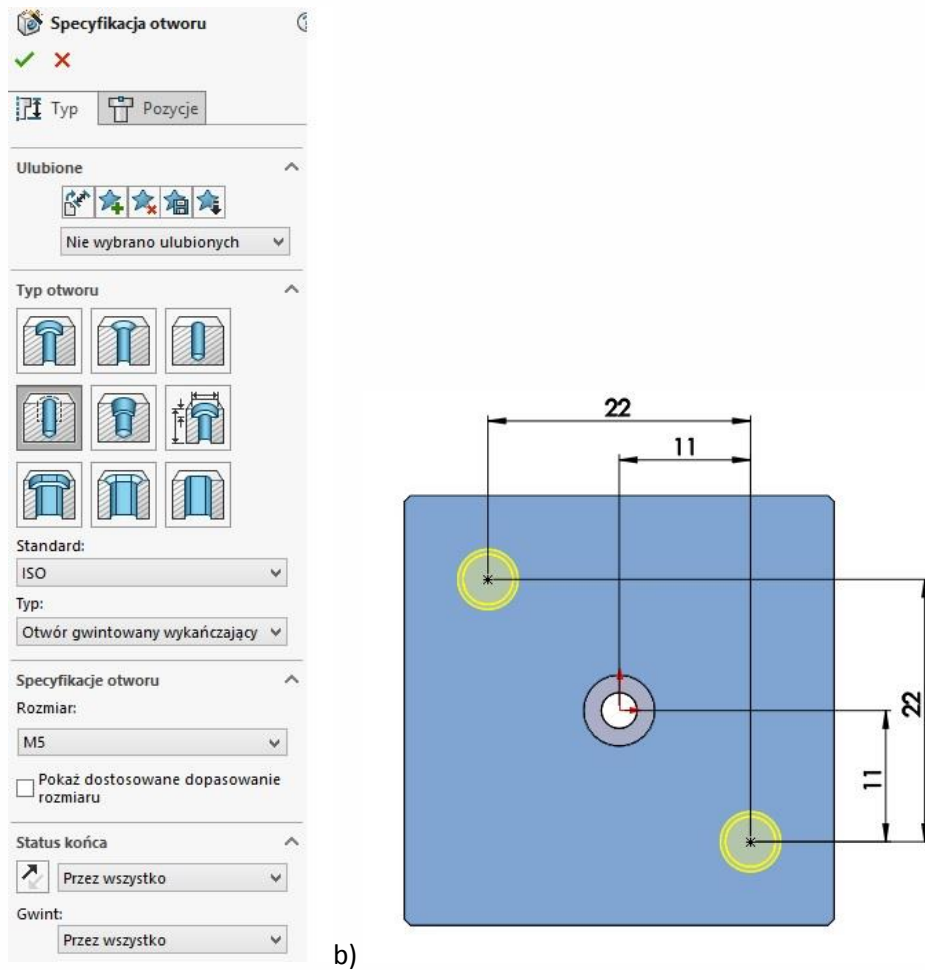 Specyfikacja otworu
Typ
Pozycje
Ulubione
Nie wybrano ulubionych
Typ otworu
Standard:
ISO
Typ:
Otwór gwintowany wykańczający
Specyfikacje otworu
Rozmiar:
M5
Pokaż dostosowane dopasowanie
rozmiaru
Status końca
Przez wszystko
Gwint:
Przez wszystko
22
11
22
11
b)